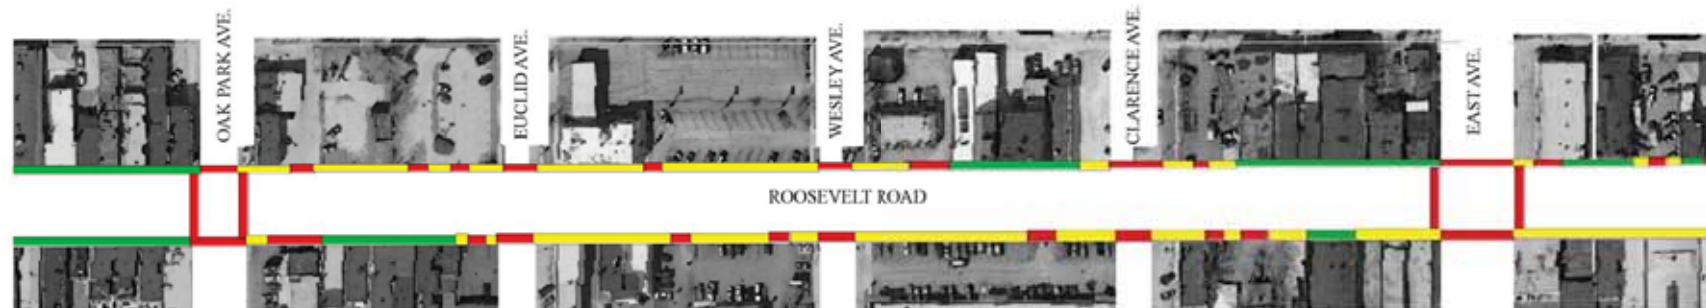 OAK PARK AVE.
EUCLID AVE.
WESLEY AVE.
CLARENCE AVE.
EAST AVE.
ROOSEVELT ROAD